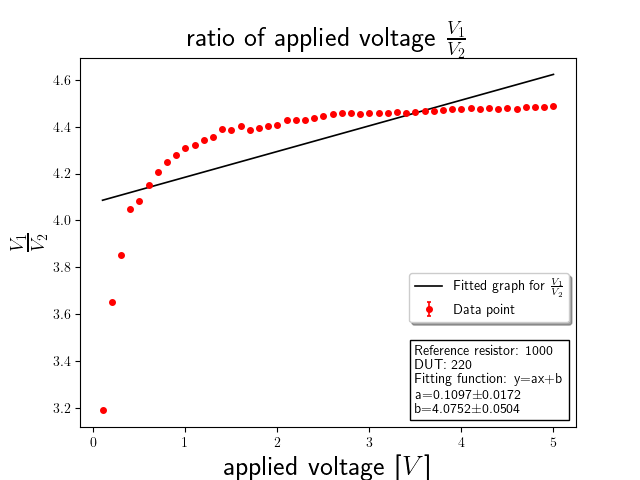 ratio of applied voltage V₁/V₂
V₁/V₂
4.6
4.4
4.2
4.0
3.8
3.6
3.4
3.2
Fitted graph for V₁/V₂
Data point
Reference resistor: 1000
DUT: 220
Fitting function: y=ax+b
a=0.1097±0.0172
b=4.0752±0.0504
0 1 2 3 4 5
applied voltage [V]